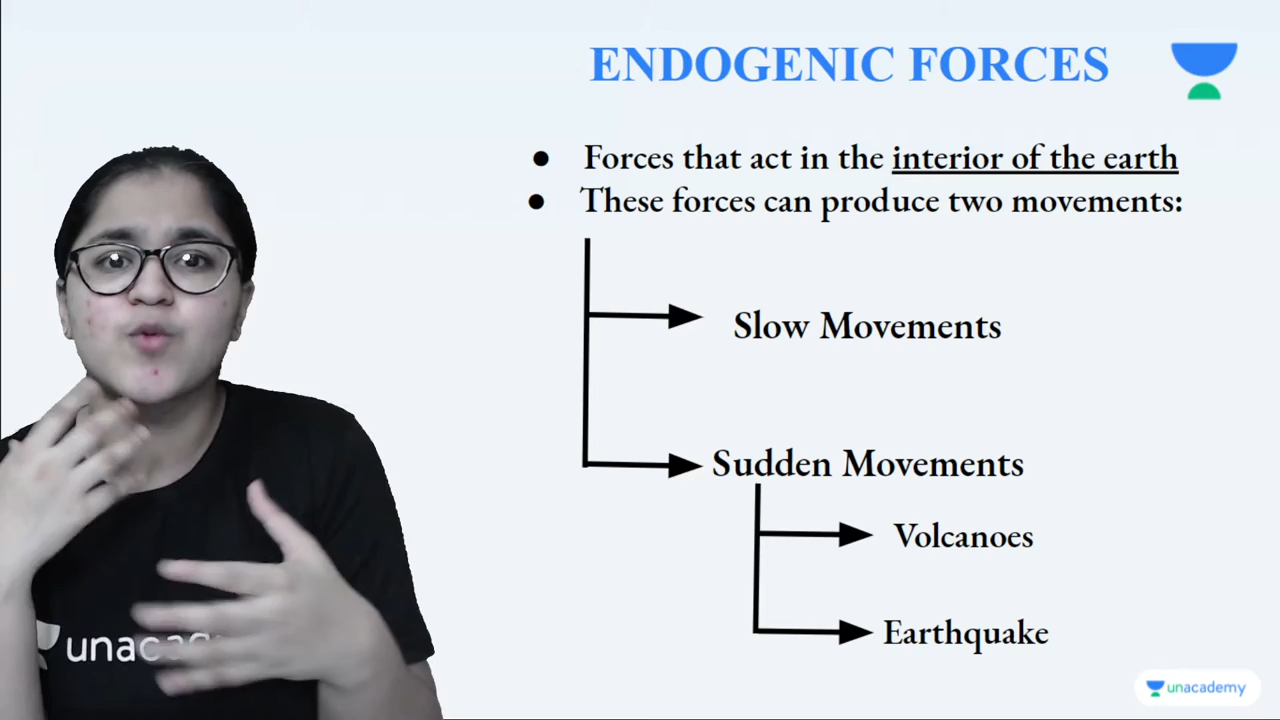 ENDOGENIC FORCES
● Forces that act in the interior of the earth
● These forces can produce two movements:
Slow Movements
Sudden Movements
Volcanoes
Earthquake
unacademy